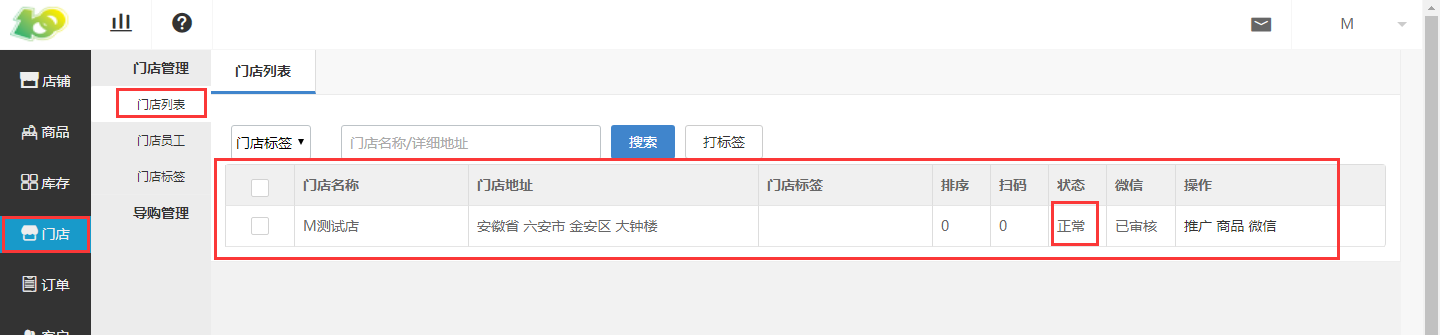 M
店铺
商品
库存
门店
订单
客户
门店管理
门店列表
门店员工
门店标签
导购管理
门店列表
门店标签 门店名称/详细地址 搜索 打标签
门店名称 门店地址 门店标签 排序 扫码 状态 微信 操作
M测试店 安徽省 六安市 金安区 大钟楼 0 0 正常 已审核 推广 商品 微信